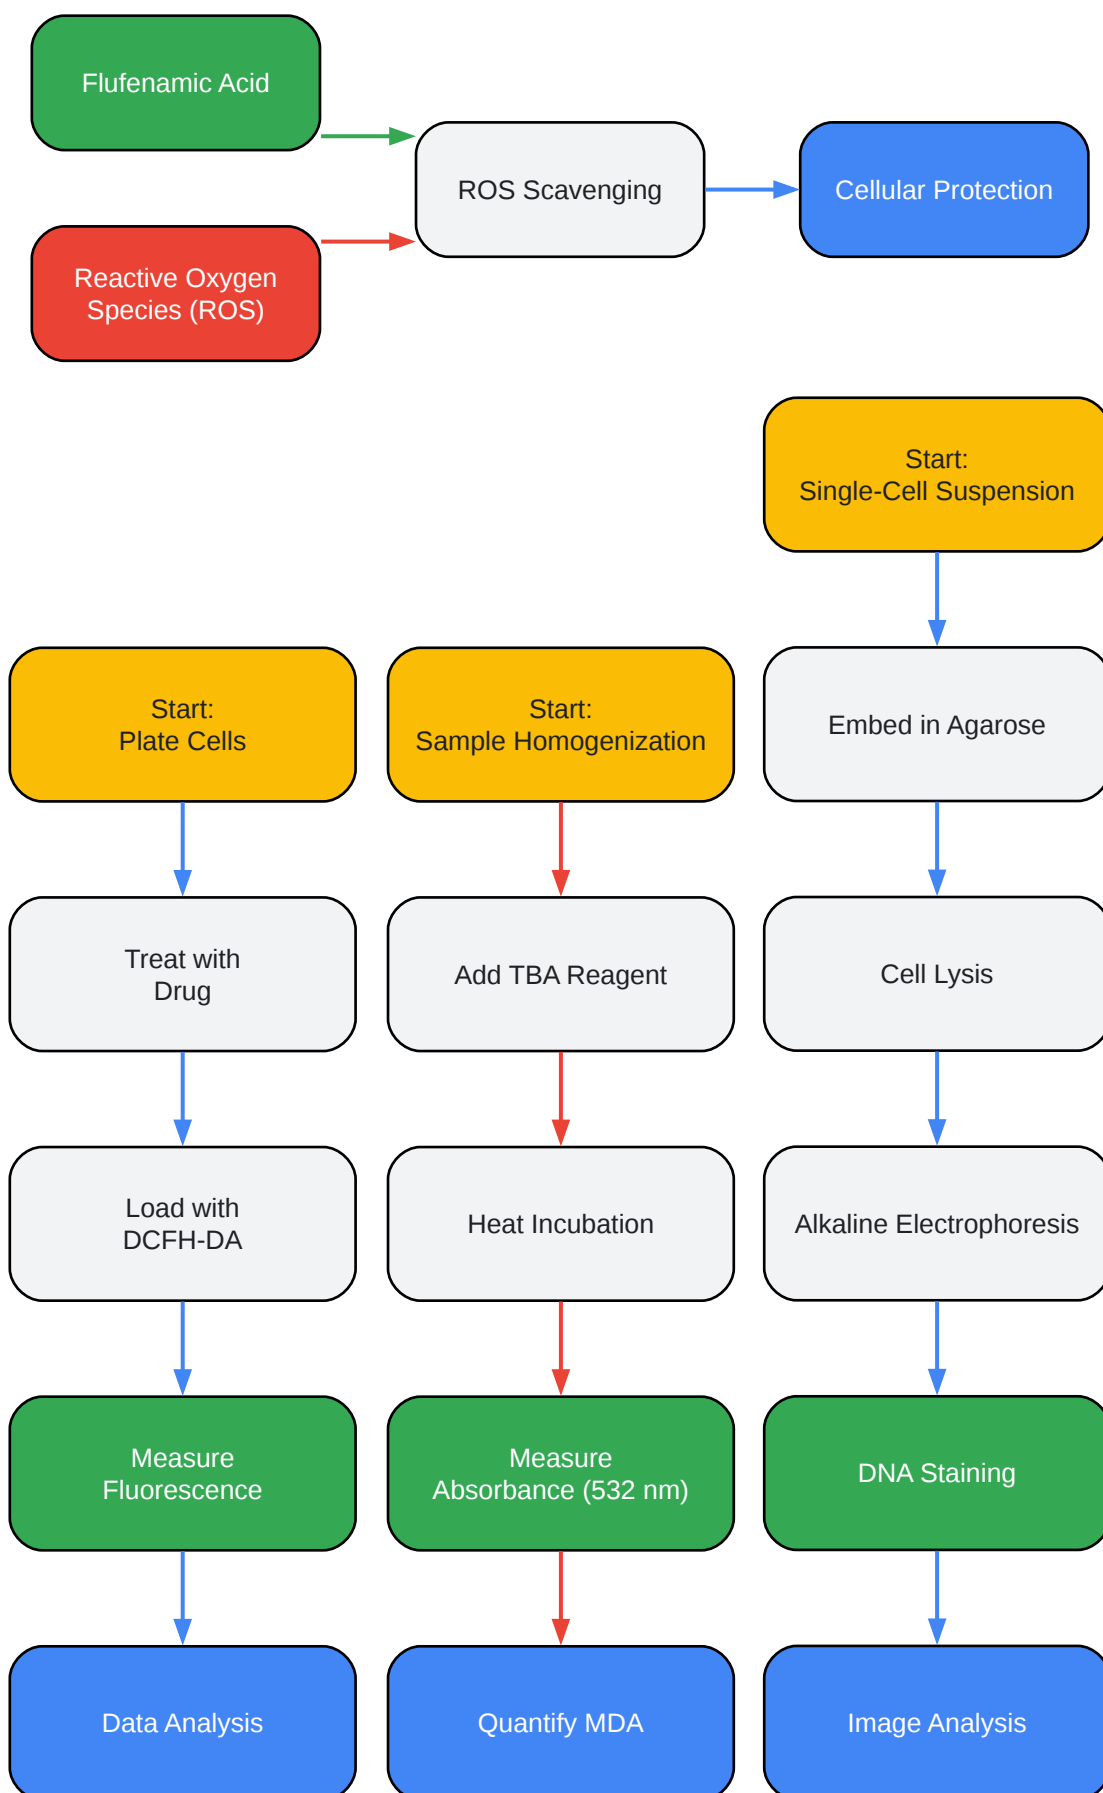 Flufenamic Acid
Reactive Oxygen
Species (ROS)
ROS Scavenging
Cellular Protection
Start:
Plate Cells
Treat with
Drug
Load with
DCFH-DA
Measure
Fluorescence
Data Analysis
Start:
Sample Homogenization
Add TBA Reagent
Heat Incubation
Measure
Absorbance (532 nm)
Quantify MDA
Start:
Single-Cell Suspension
Embed in Agarose
Cell Lysis
Alkaline Electrophoresis
DNA Staining
Image Analysis